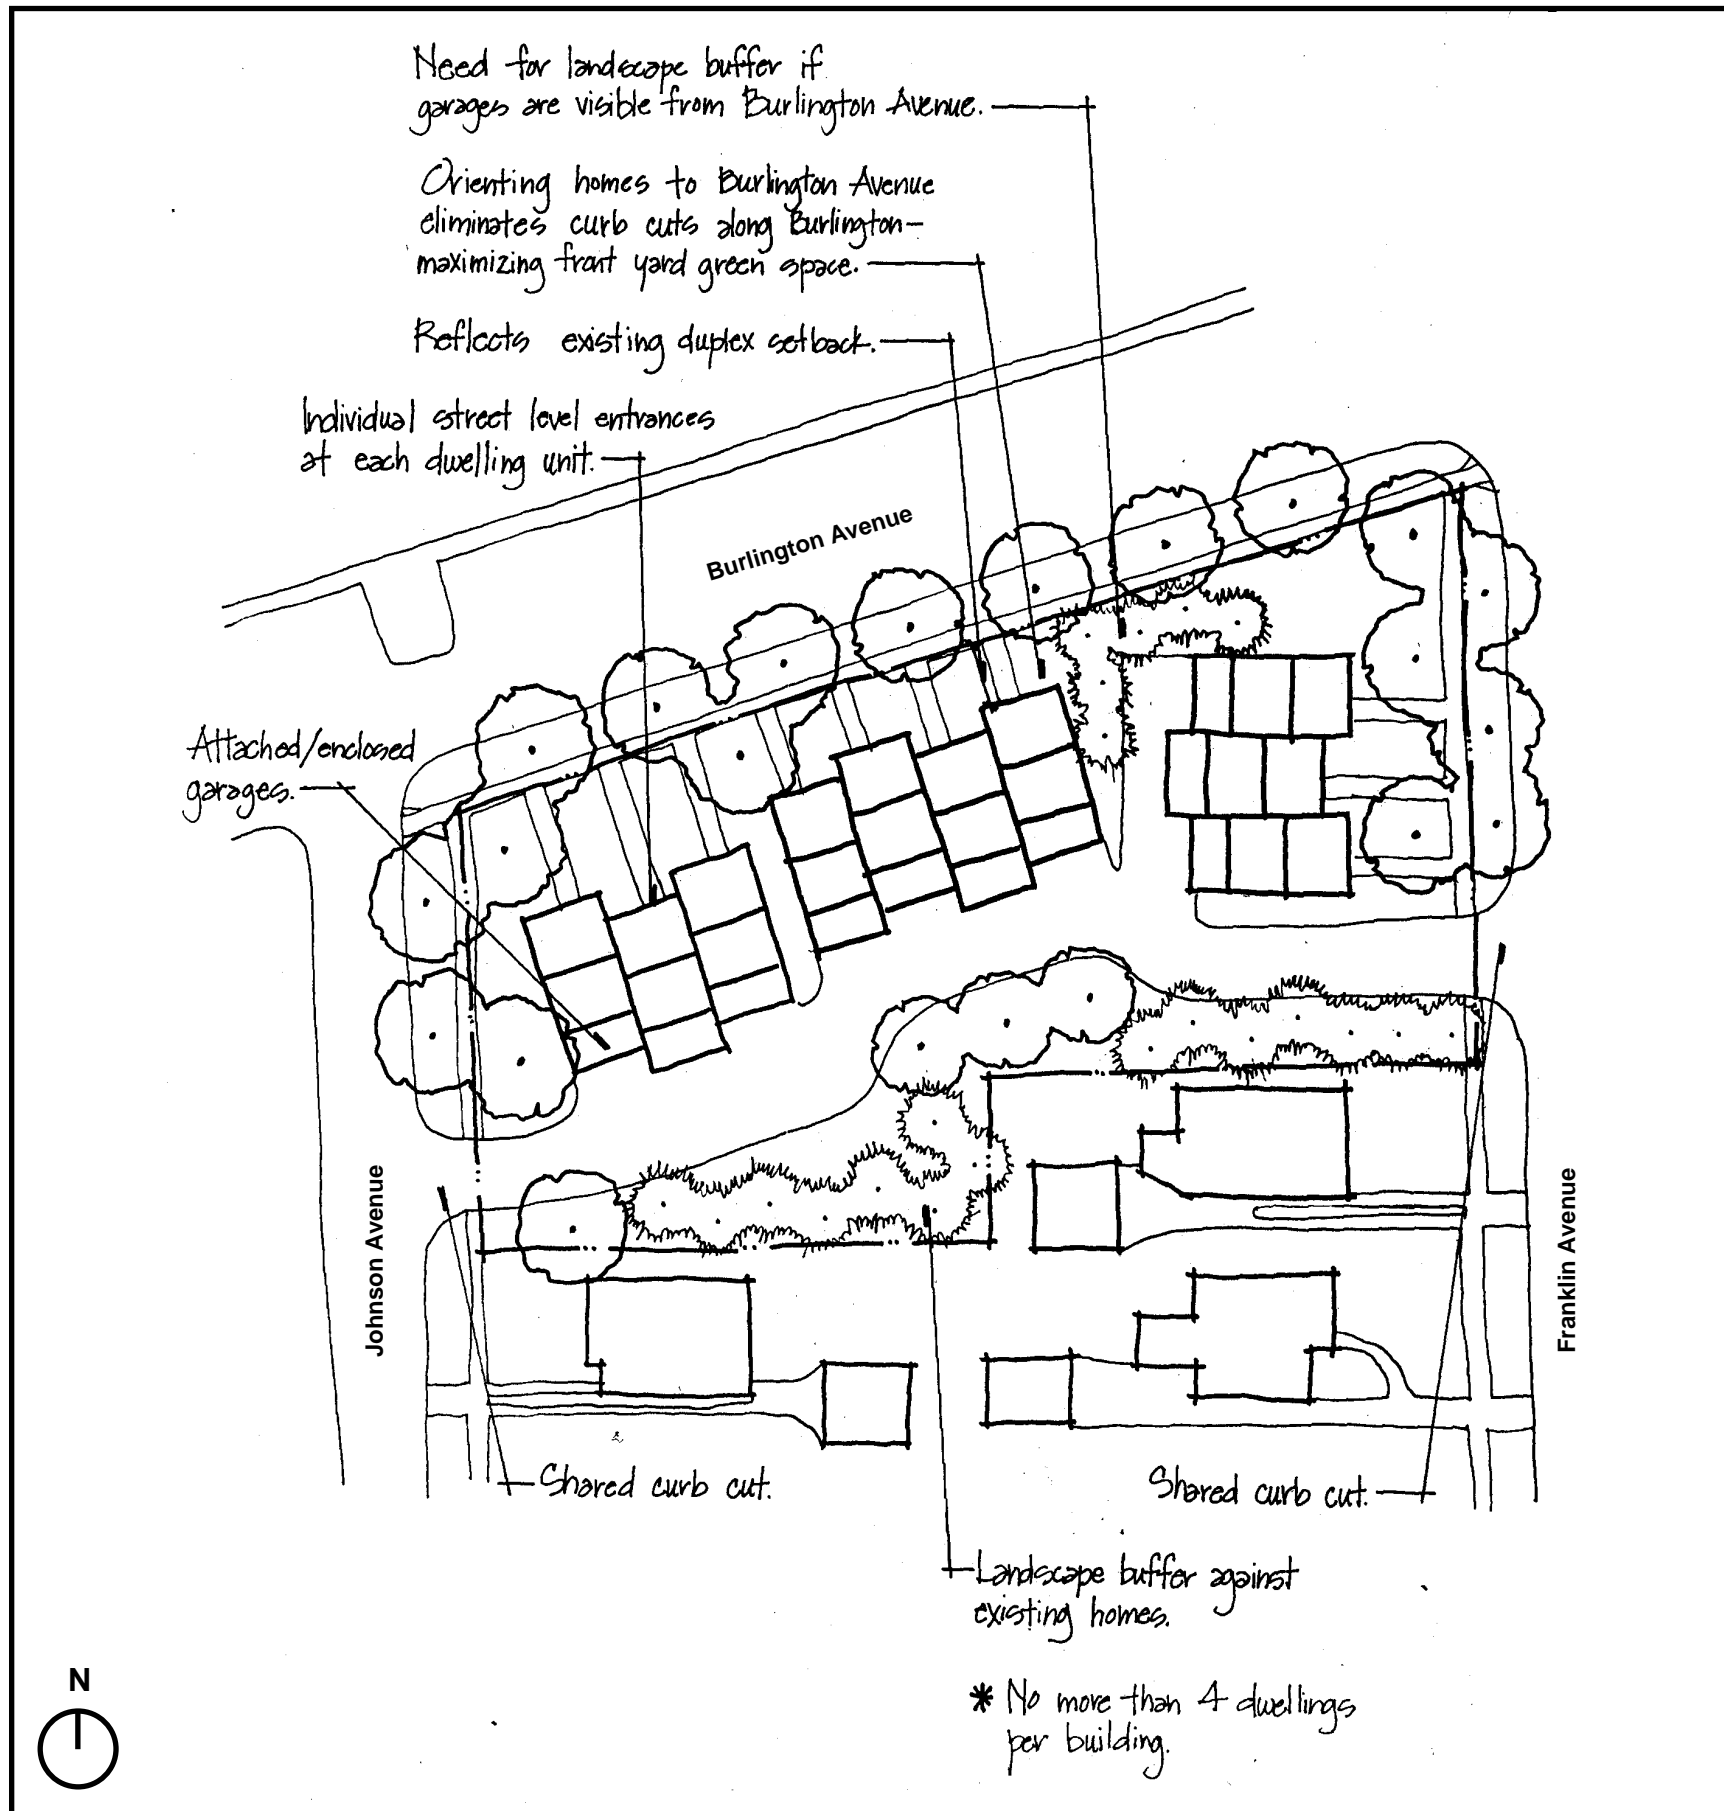 Need for landscape buffer if
garages are visible from Burlington Avenue.
Orienting homes to Burlington Avenue
eliminates curb cuts along Burlington—
maximizing front yard green space.
Reflects existing duplex setback.
Individual street level entrances
at each dwelling unit.
Burlington Avenue
Attached/enclosed
garages.
Johnson Avenue
Franklin Avenue
Shared curb cut.
Shared curb cut.
Landscape buffer against
existing homes.
N
* No more than 4 dwellings
per building.